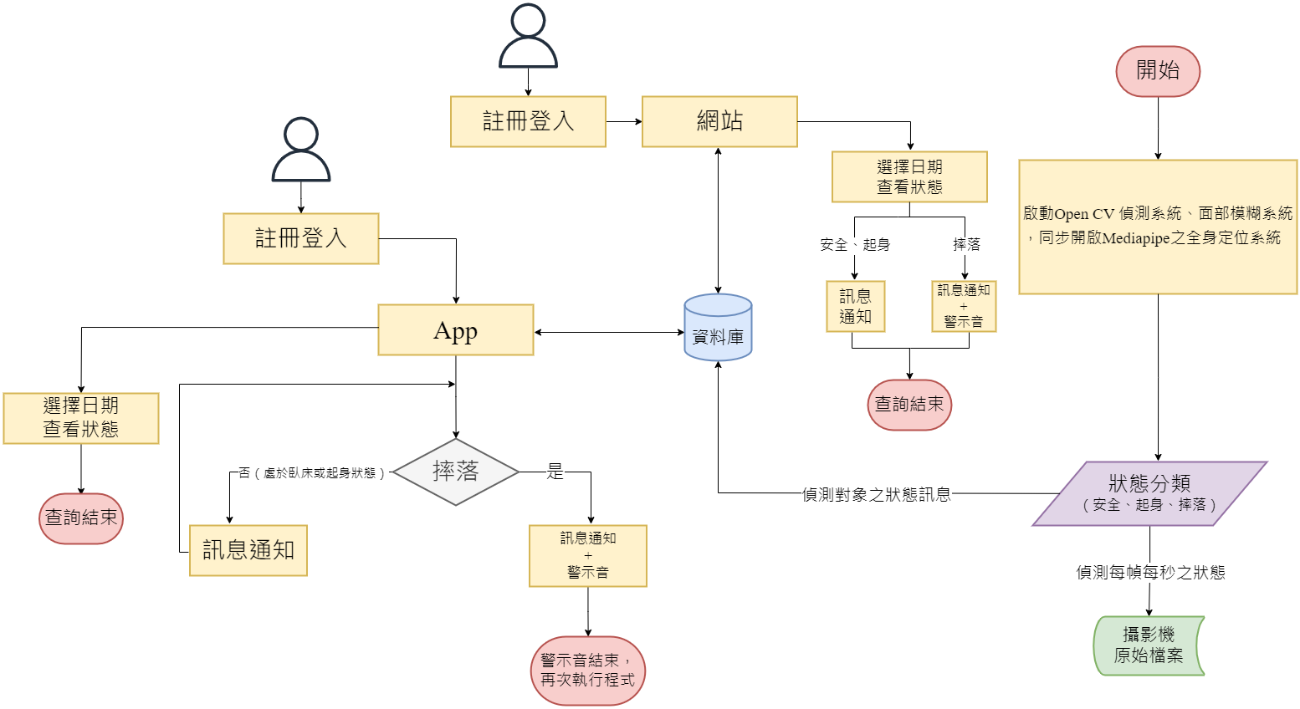 開始
註冊登入
網站
選擇日期
查看狀態
啟動Open CV 偵測系統、面部模糊系統
，同步開啟Mediapipe之全身定位系統
註冊登入
安全、起身
摔落
訊息
通知
訊息通知
+
警示音
App
資料庫
選擇日期
查看狀態
查詢結束
摔落
否（處於臥床或起身狀態）
是
狀態分類
（安全、起身、摔落）
偵測對象之狀態訊息
查詢結束
訊息通知
訊息通知
+
警示音
偵測每幀每秒之狀態
攝影機
原始檔案
警示音結束，
再次執行程式